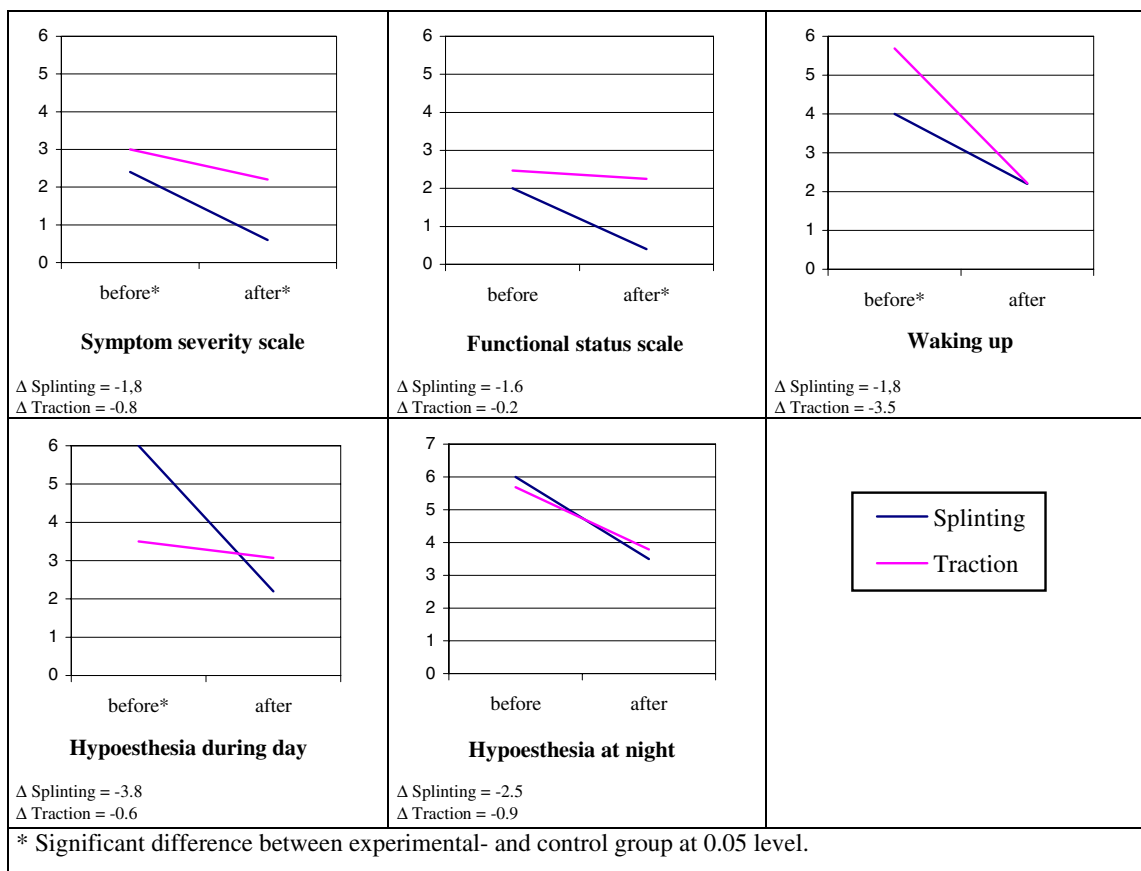 6
5
4
3
2
1
0
before* after*
Symptom severity scale
Δ Splinting = -1,8
Δ Traction = -0.8
6
5
4
3
2
1
0
before after*
Functional status scale
Δ Splinting = -1.6
Δ Traction = -0.2
6
5
4
3
2
1
0
before* after
Waking up
Δ Splinting = -1,8
Δ Traction = -3.5
6
5
4
3
2
1
0
before* after
Hypoesthesia during day
Δ Splinting = -3.8
Δ Traction = -0.6
7
6
5
4
3
2
1
0
before after
Hypoesthesia at night
Δ Splinting = -2.5
Δ Traction = -0.9
Splinting
Traction
* Significant difference between experimental- and control group at 0.05 level.